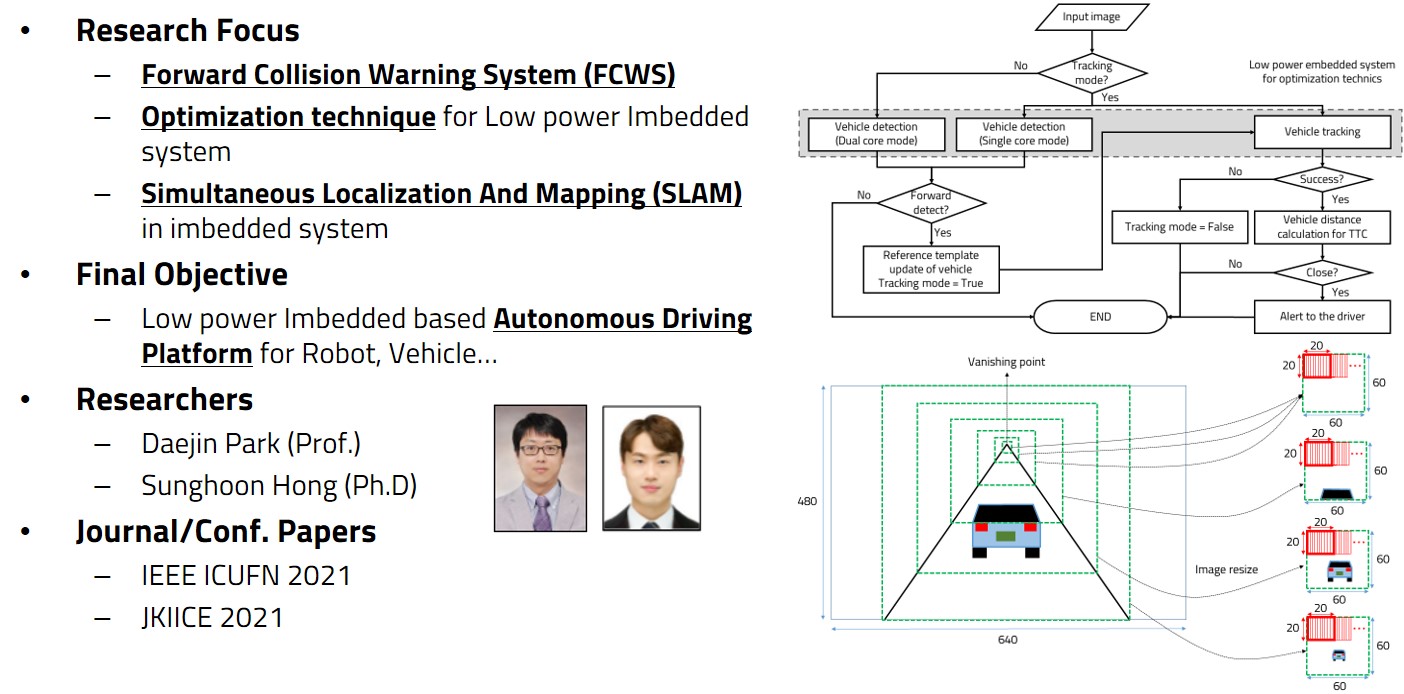 • Research Focus
– Forward Collision Warning System (FCWS)
– Optimization technique for Low power Imbedded
system
– Simultaneous Localization And Mapping (SLAM)
in imbedded system
• Final Objective
– Low power Imbedded based Autonomous Driving
Platform for Robot, Vehicle...
• Researchers
– Daejin Park (Prof.)
– Sunghoon Hong (Ph.D)
• Journal/Conf. Papers
– IEEE ICUFN 2021
– JKIICE 2021
Input image
Tracking
mode?
No
Yes
Low power embedded system
for optimization technics
Vehicle detection
(Dual core mode)
Vehicle detection
(Single core mode)
Vehicle tracking
Forward
detect?
No
Yes
Success?
No
Yes
Tracking mode = False
Vehicle distance
calculation for TTC
Reference template
update of vehicle
Tracking mode = True
Close?
No
Yes
END
Alert to the driver
Vanishing point
480
640
Image resize
20
20
60
60
20
20
60
60
20
20
60
60
20
20
60
60